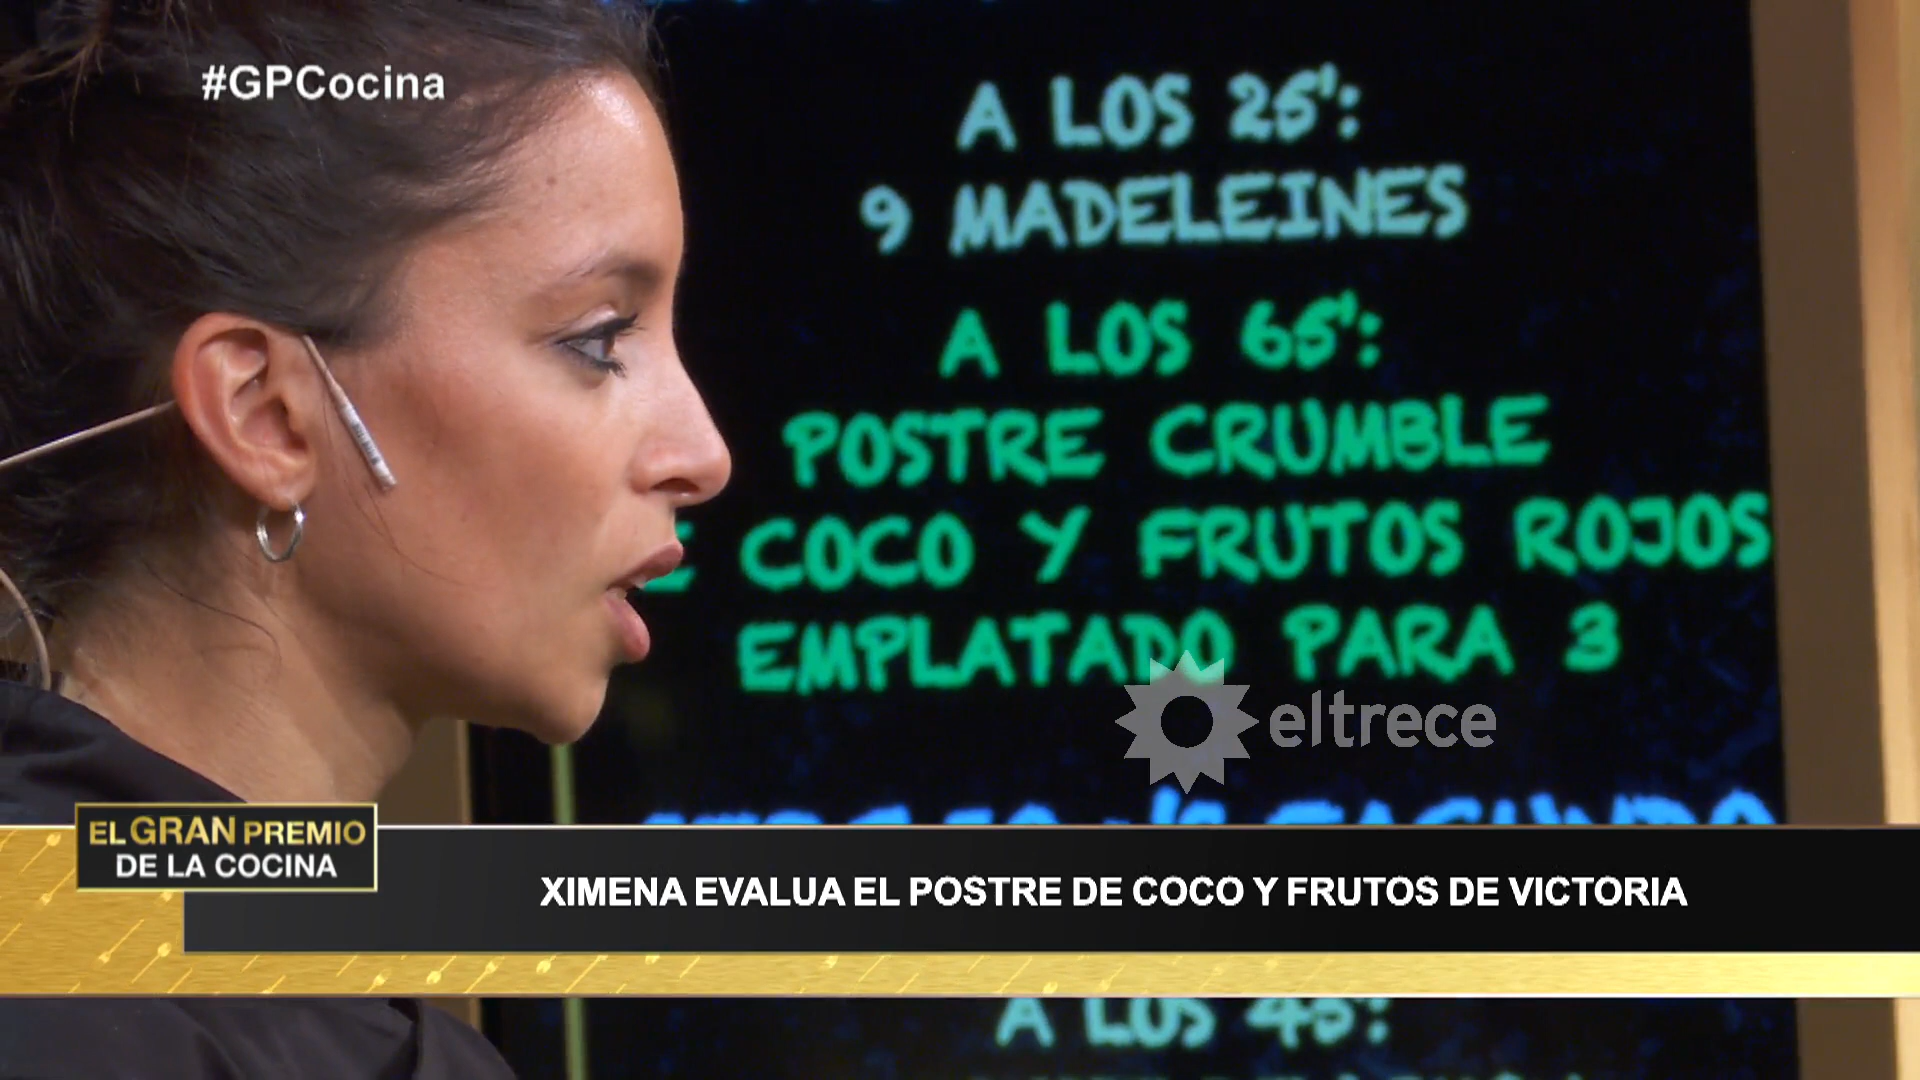 #GPCocina
A LOS 25':
9 MADELEINES
A LOS 65':
POSTRE CRUMBLE
COCO Y FRUTOS ROJOS
EMPLATADO PARA 3
eltrece
EL GRAN PREMIO
DE LA COCINA
XIMENA EVALUA EL POSTRE DE COCO Y FRUTOS DE VICTORIA
A LOS 45':